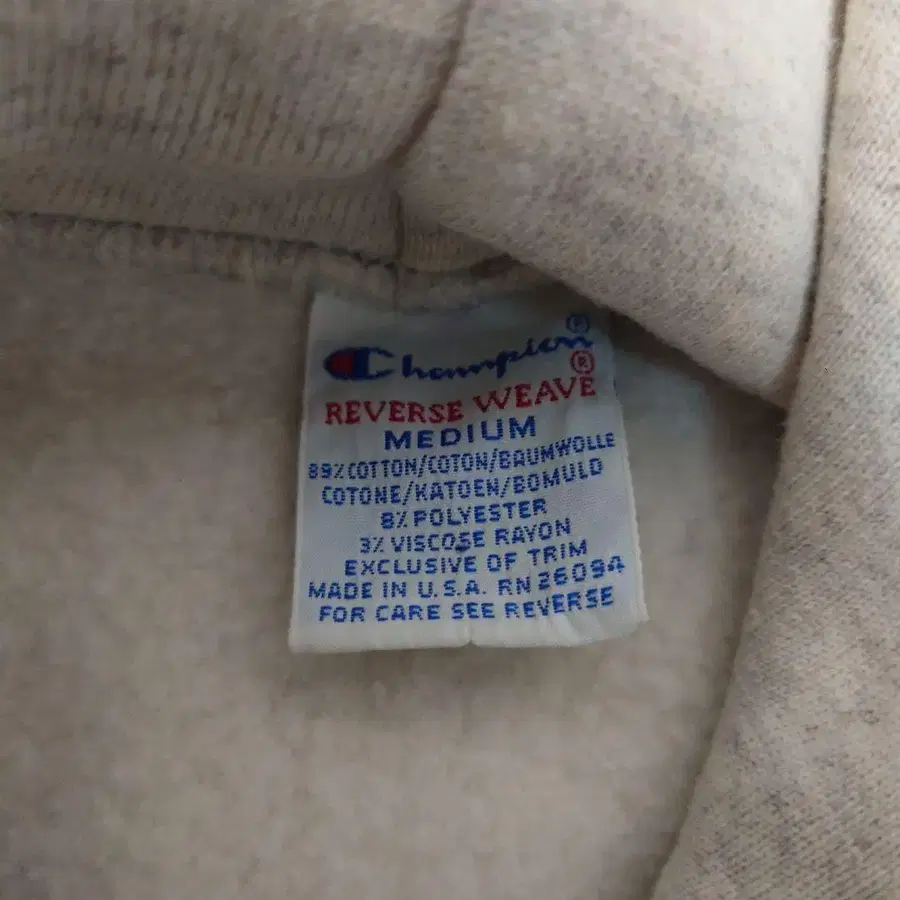 Champion®
REVERSE WEAVE®
MEDIUM
89% COTTON/COTON/BAUMWOLLE
COTONE/KATOEN/BOMULD
8% POLYESTER
3% VISCOSE RAYON
EXCLUSIVE OF TRIM
MADE IN U.S.A. RN 26094
FOR CARE SEE REVERSE